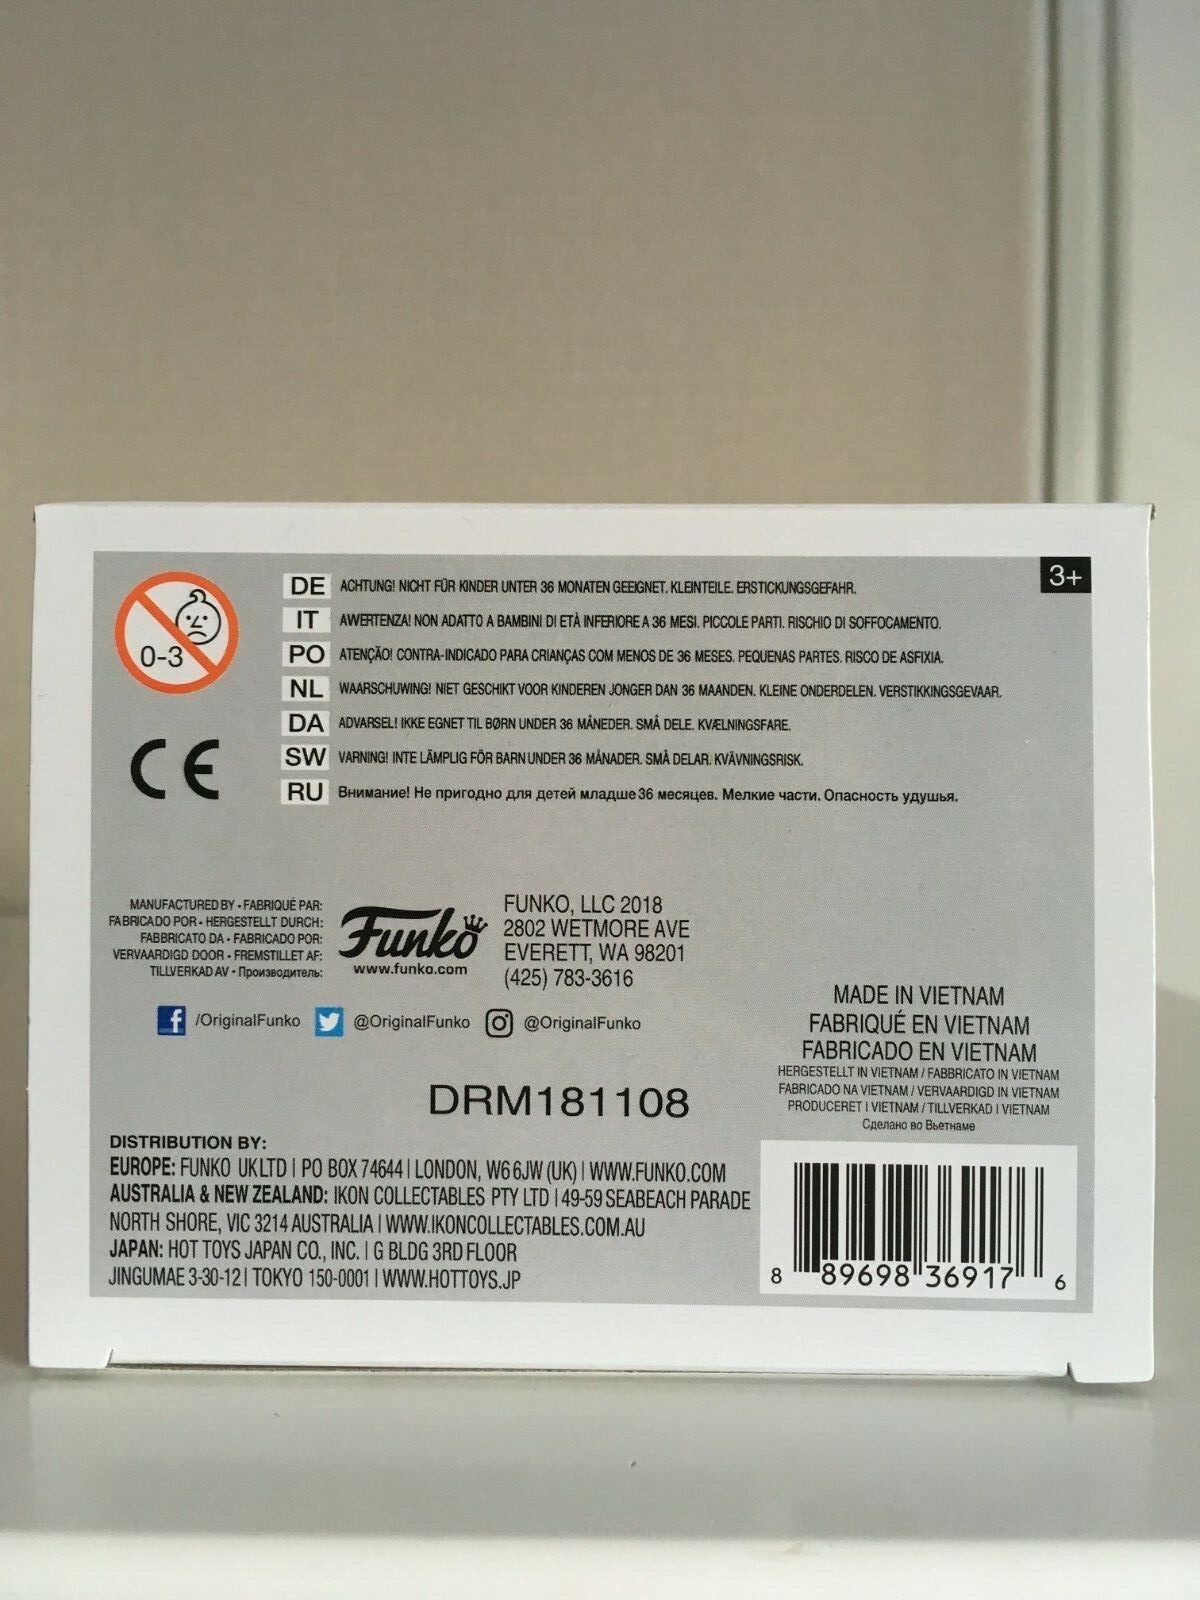 0-3
3+
DE ACHTUNG! NICHT FÜR KINDER UNTER 36 MONATEN GEEIGNET. KLEINTEILE. ERSTICKUNGSGEFAHR.
IT AWERTENZA! NON ADATTO A BAMBINI DI ETÀ INFERIORE A 36 MESI. PICCOLE PARTI. RISCHIO DI SOFFOCAMENTO.
PO ATENÇÃO! CONTRA-INDICADO PARA CRIANÇAS COM MENOS DE 36 MESES. PEQUENAS PARTES. RISCO DE ASFIXIA.
NL WAARSCHUWING! NIET GESCHIKT VOOR KINDEREN JONGER DAN 36 MAANDEN. KLEINE ONDERDELEN. VERSTIKKINGSGEVAAR.
DA ADVARSEL! IKKE EGNET TIL BØRN UNDER 36 MÅNEDER. SMÅ DELE. KVÆLNINGSFARE.
SW VARNING! INTE LÄMPLIG FÖR BARN UNDER 36 MÅNADER. SMÅ DELAR. KVÄVNINGSRISK.
RU Внимание! Не пригодно для детей младше 36 месяцев. Мелкие части. Опасность удушья.
CE
MANUFACTURED BY • FABRIQUÉ PAR:
FABRICADO POR • HERGESTELLT DURCH:
FABBRICATO DA • FABRICADO POR:
VERVAARDIGD DOOR • FREMSTILLET AF:
TILLVERKAD AV • Производитель:
Funko
www.funko.com
FUNKO, LLC 2018
2802 WETMORE AVE
EVERETT, WA 98201
(425) 783-3616
/OriginalFunko @OriginalFunko @OriginalFunko
MADE IN VIETNAM
FABRIQUÉ EN VIETNAM
FABRICADO EN VIETNAM
HERGESTELLT IN VIETNAM / FABBRICATO IN VIETNAM
FABRICADO NA VIETNAM / VERVAARDIGD IN VIETNAM
PRODUCERET I VIETNAM / TILLVERKAD I VIETNAM
Сделано во Вьетнаме
DRM181108
DISTRIBUTION BY:
EUROPE: FUNKO UK LTD | PO BOX 74644 | LONDON, W6 6JW (UK) | WWW.FUNKO.COM
AUSTRALIA & NEW ZEALAND: IKON COLLECTABLES PTY LTD | 49-59 SEABEACH PARADE
NORTH SHORE, VIC 3214 AUSTRALIA | WWW.IKONCOLLECTABLES.COM.AU
JAPAN: HOT TOYS JAPAN CO., INC. | G BLDG 3RD FLOOR
JINGUMAE 3-30-12 | TOKYO 150-0001 | WWW.HOTTOYS.JP
8 89698 36917 6